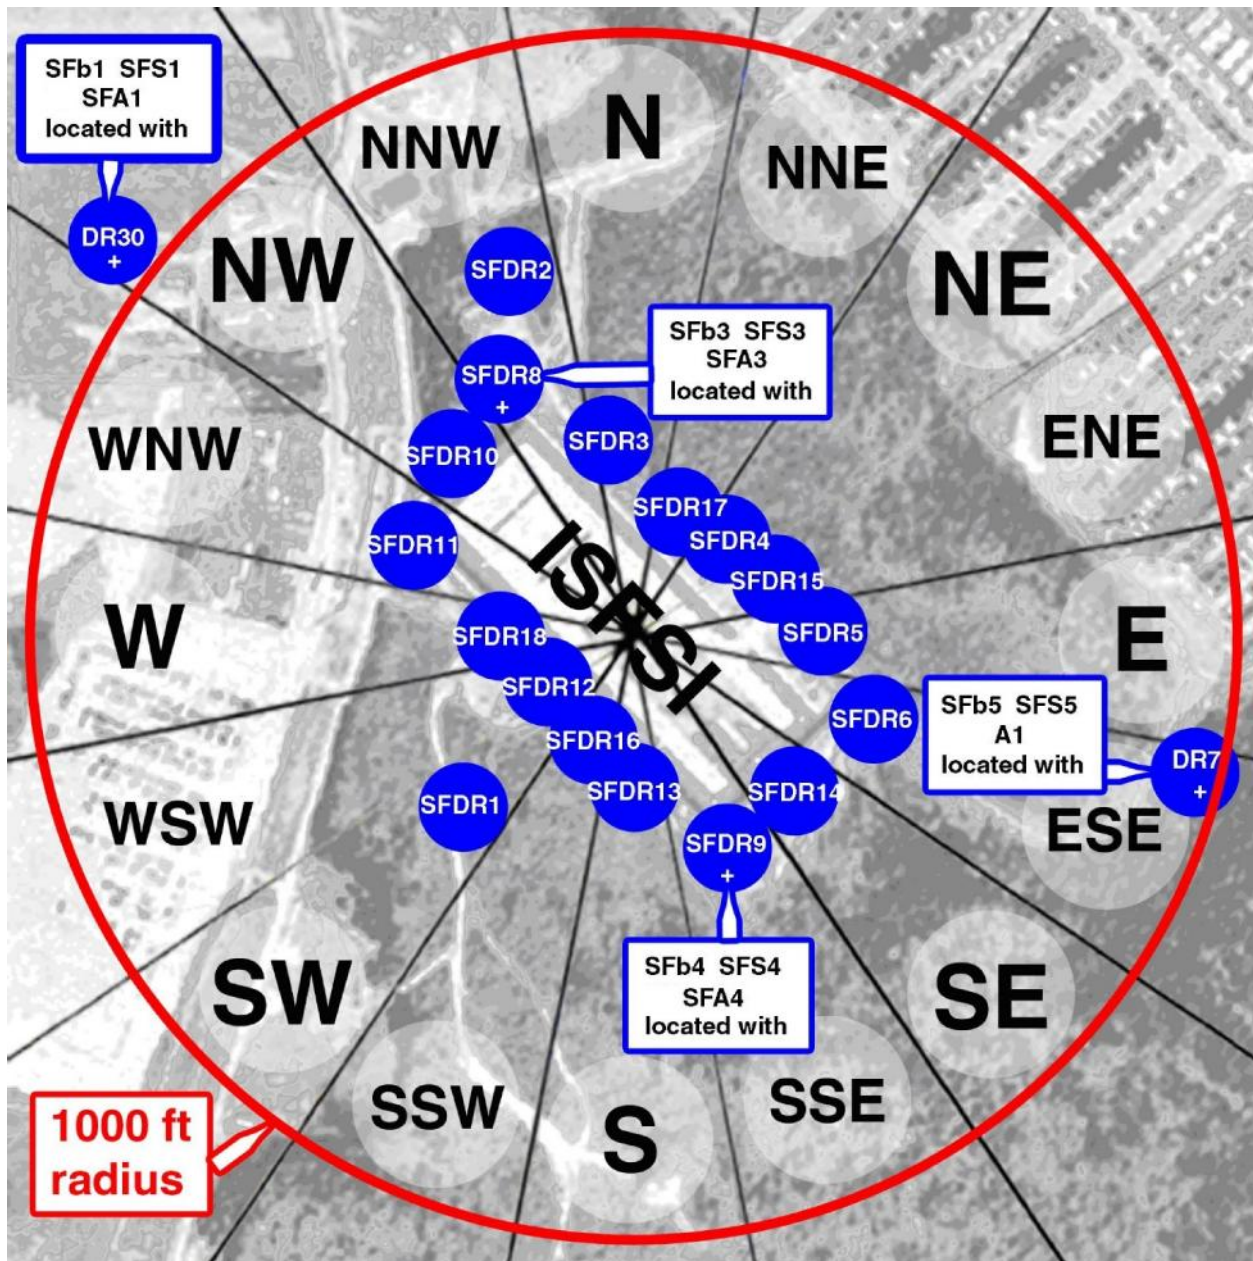 SFb1 SFS1
SFA1
located with
DR30
+
N
NNW
NNE
NW
NE
SFDR2
SFb3 SFS3
SFA3
located with
SFDR8
+
SFDR3
SFDR10
WNW
ENE
SFDR17
SFDR4
SFDR11
SFDR15
ISFSI
W
SFDR18
SFDR5
E
SFDR12
SFDR6
SFb5 SFS5
A1
located with
DR7
+
SFDR16
SFDR1
SFDR13
SFDR14
WSW
ESE
SFDR9
+
SFb4 SFS4
SFA4
located with
SW
SE
SSW
S
SSE
1000 ft
radius